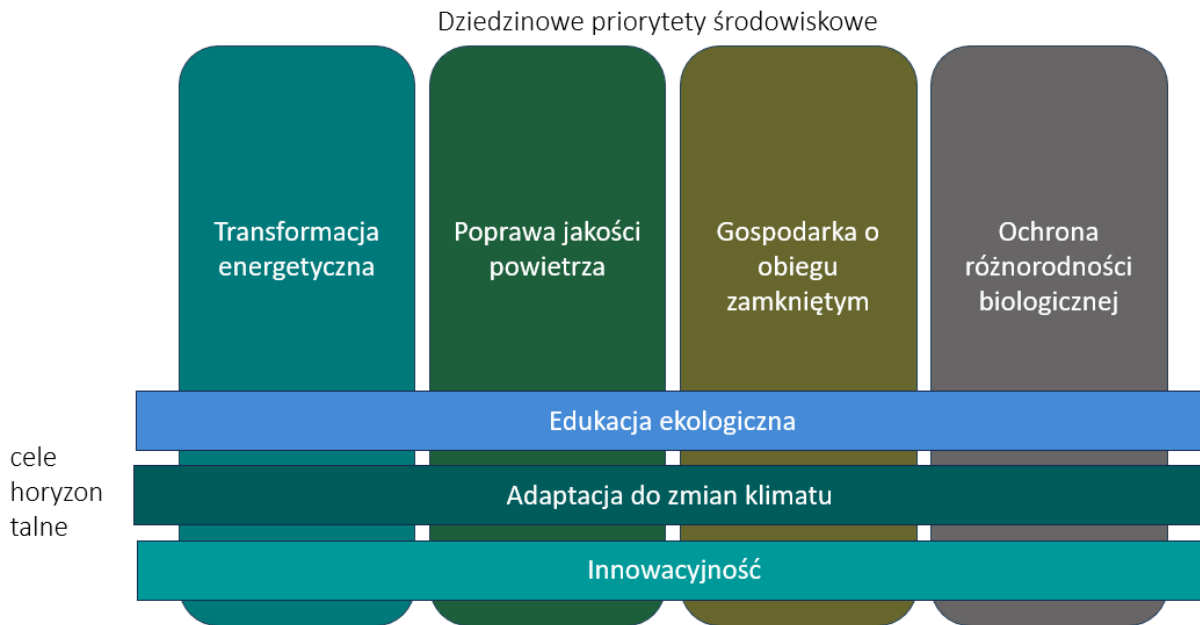 Dziedzinowe priorytety środowiskowe
Transformacja
energetyczna
Poprawa jakości
powietrza
Gospodarka o
obiegu
zamkniętym
Ochrona
różnorodności
biologicznej
Edukacja ekologiczna
cele
horyzon
talne
Adaptacja do zmian klimatu
Innowacyjność